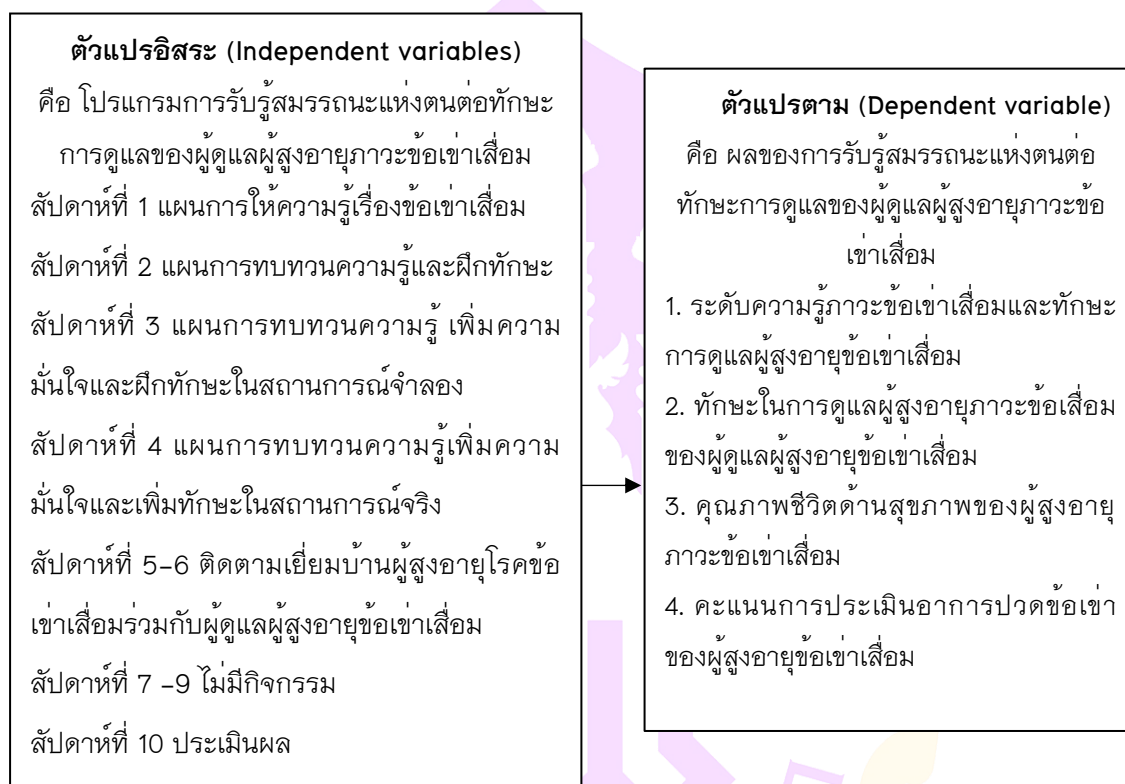 ตัวแปรอิสระ (Independent variables)
คือ โปรแกรมการรับรู้สมรรถนะแห่งตนต่อทักษะ
การดูแลของผู้ดูแลผู้สูงอายุภาวะข้อเข่าเสื่อม
สัปดาห์ที่ 1 แผนการให้ความรู้เรื่องข้อเข่าเสื่อม
สัปดาห์ที่ 2 แผนการทบทวนความรู้และฝึกทักษะ
สัปดาห์ที่ 3 แผนการทบทวนความรู้ เพิ่มความ
มั่นใจและฝึกทักษะในสถานการณ์จำลอง
สัปดาห์ที่ 4 แผนการทบทวนความรู้เพิ่มความ
มั่นใจและเพิ่มทักษะในสถานการณ์จริง
สัปดาห์ที่ 5-6 ติดตามเยี่ยมบ้านผู้สูงอายุโรคข้อ
เข่าเสื่อมร่วมกับผู้ดูแลผู้สูงอายุข้อเข่าเสื่อม
สัปดาห์ที่ 7 -9 ไม่มีกิจกรรม
สัปดาห์ที่ 10 ประเมินผล
ตัวแปรตาม (Dependent variable)
คือ ผลของการรับรู้สมรรถนะแห่งตนต่อ
ทักษะการดูแลของผู้ดูแลผู้สูงอายุภาวะข้อ
เข่าเสื่อม
1. ระดับความรู้ภาวะข้อเข่าเสื่อมและทักษะ
การดูแลผู้สูงอายุข้อเข่าเสื่อม
2. ทักษะในการดูแลผู้สูงอายุภาวะข้อเสื่อม
ของผู้ดูแลผู้สูงอายุข้อเข่าเสื่อม
3. คุณภาพชีวิตด้านสุขภาพของผู้สูงอายุ
ภาวะข้อเข่าเสื่อม
4. คะแนนการประเมินอาการปวดข้อเข่า
ของผู้สูงอายุข้อเข่าเสื่อม